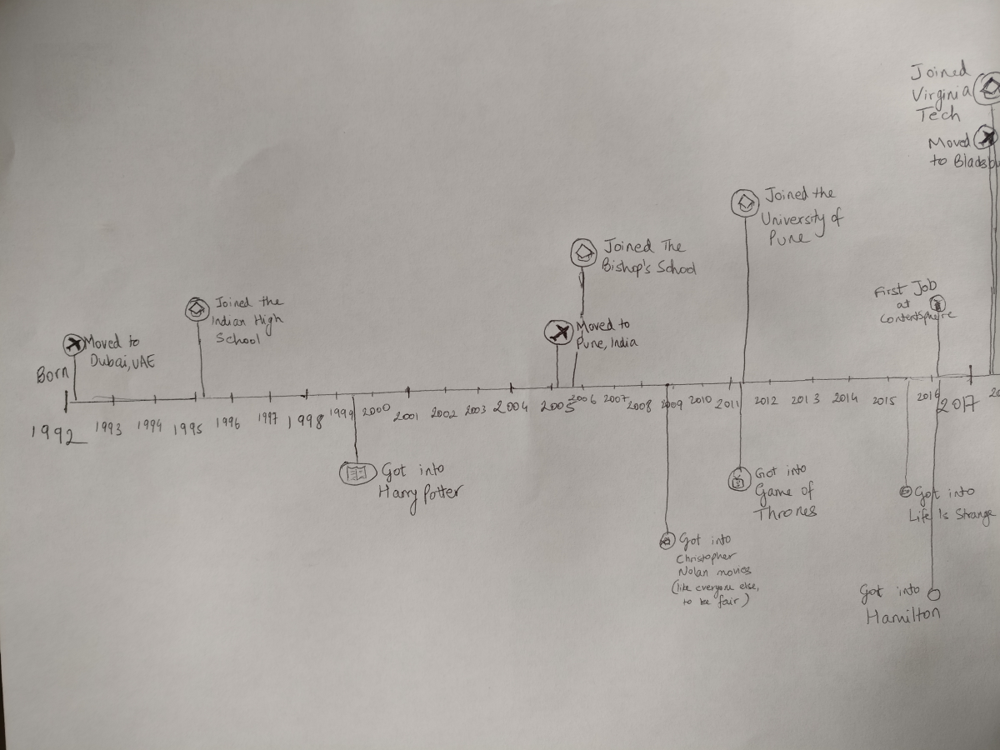 Joined
Virginia
Tech
Moved
to Blacksbu
Joined the
University of
Pune
Joined The
Bishop's School
First Job
at
ContentSphere
Joined the
Indian High
School
Moved to
Pune, India
Moved to
Dubai, UAE
Born
1992 1993 1994 1995 1996 1997 1998 1999 2000 2001 2002 2003 2004 2005 2006 2007 2008 2009 2010 2011 2012 2013 2014 2015 2016 2017 20
Got into
Harry Potter
Got into
Game of
Thrones
Got into
Life Is Strange
Got into
Christopher
Nolan movies
(like everyone else,
to be fair)
Got into
Hamilton